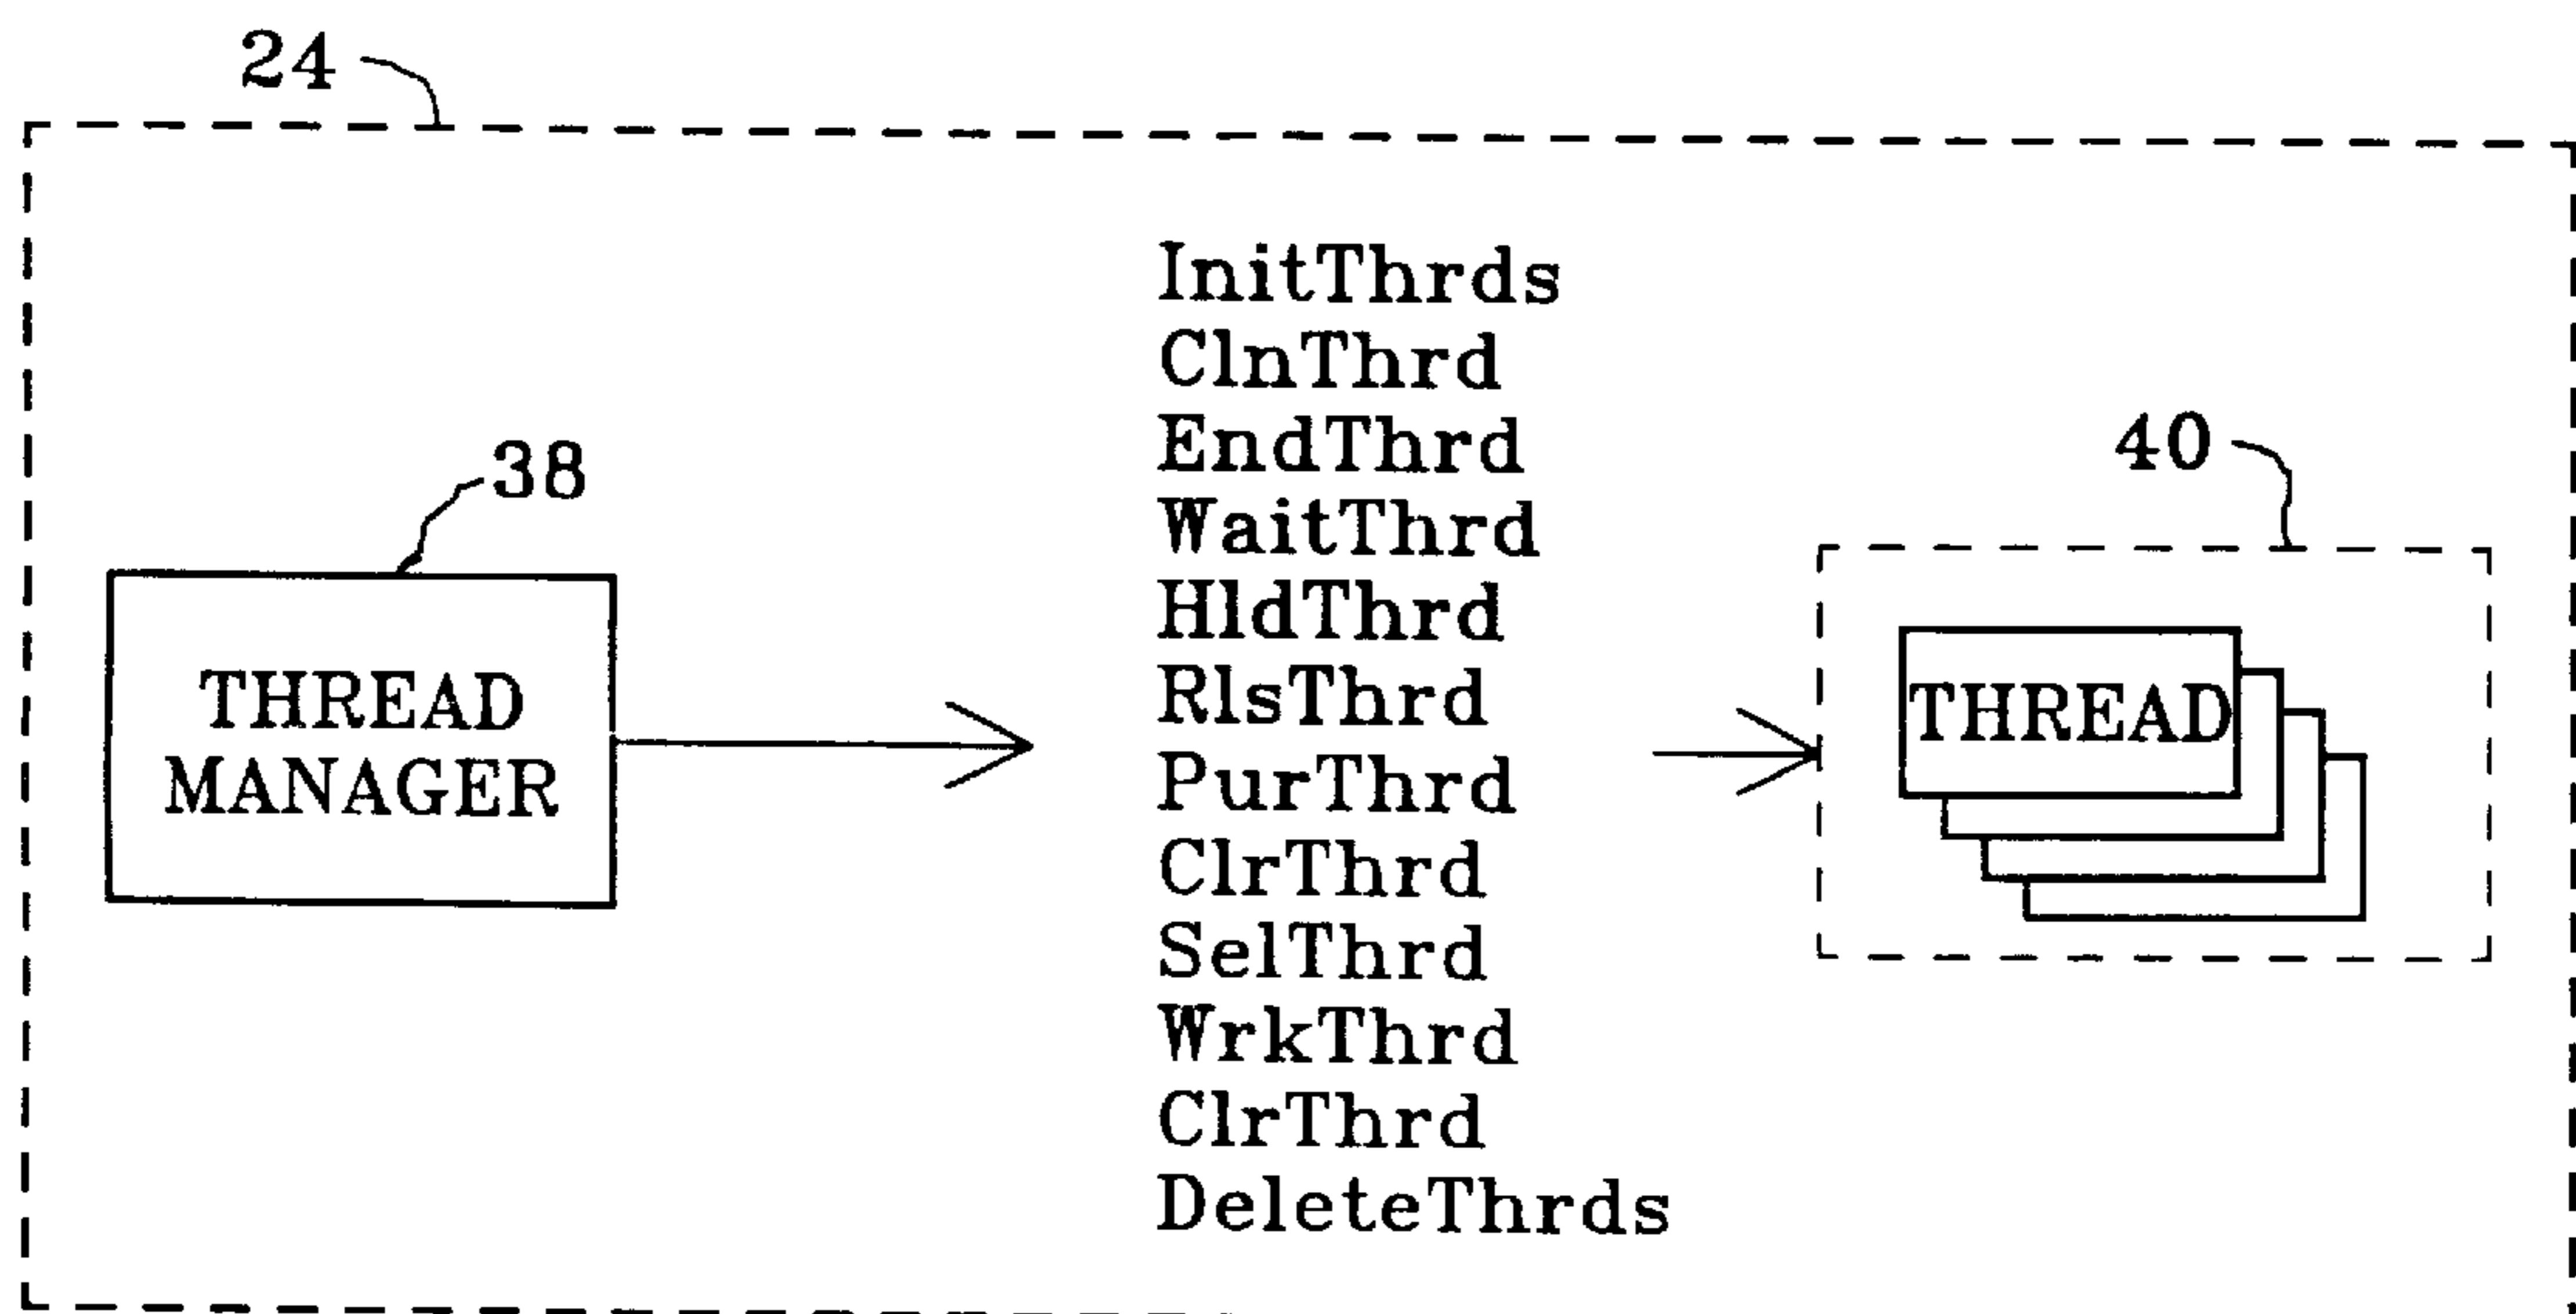 24
InitThrds
ClnThrd
EndThrd
WaitThrd
HldThrd
RlsThrd
PurThrd
ClrThrd
SelThrd
WrkThrd
ClrThrd
DeleteThrds
38
THREAD
MANAGER
40
THREAD